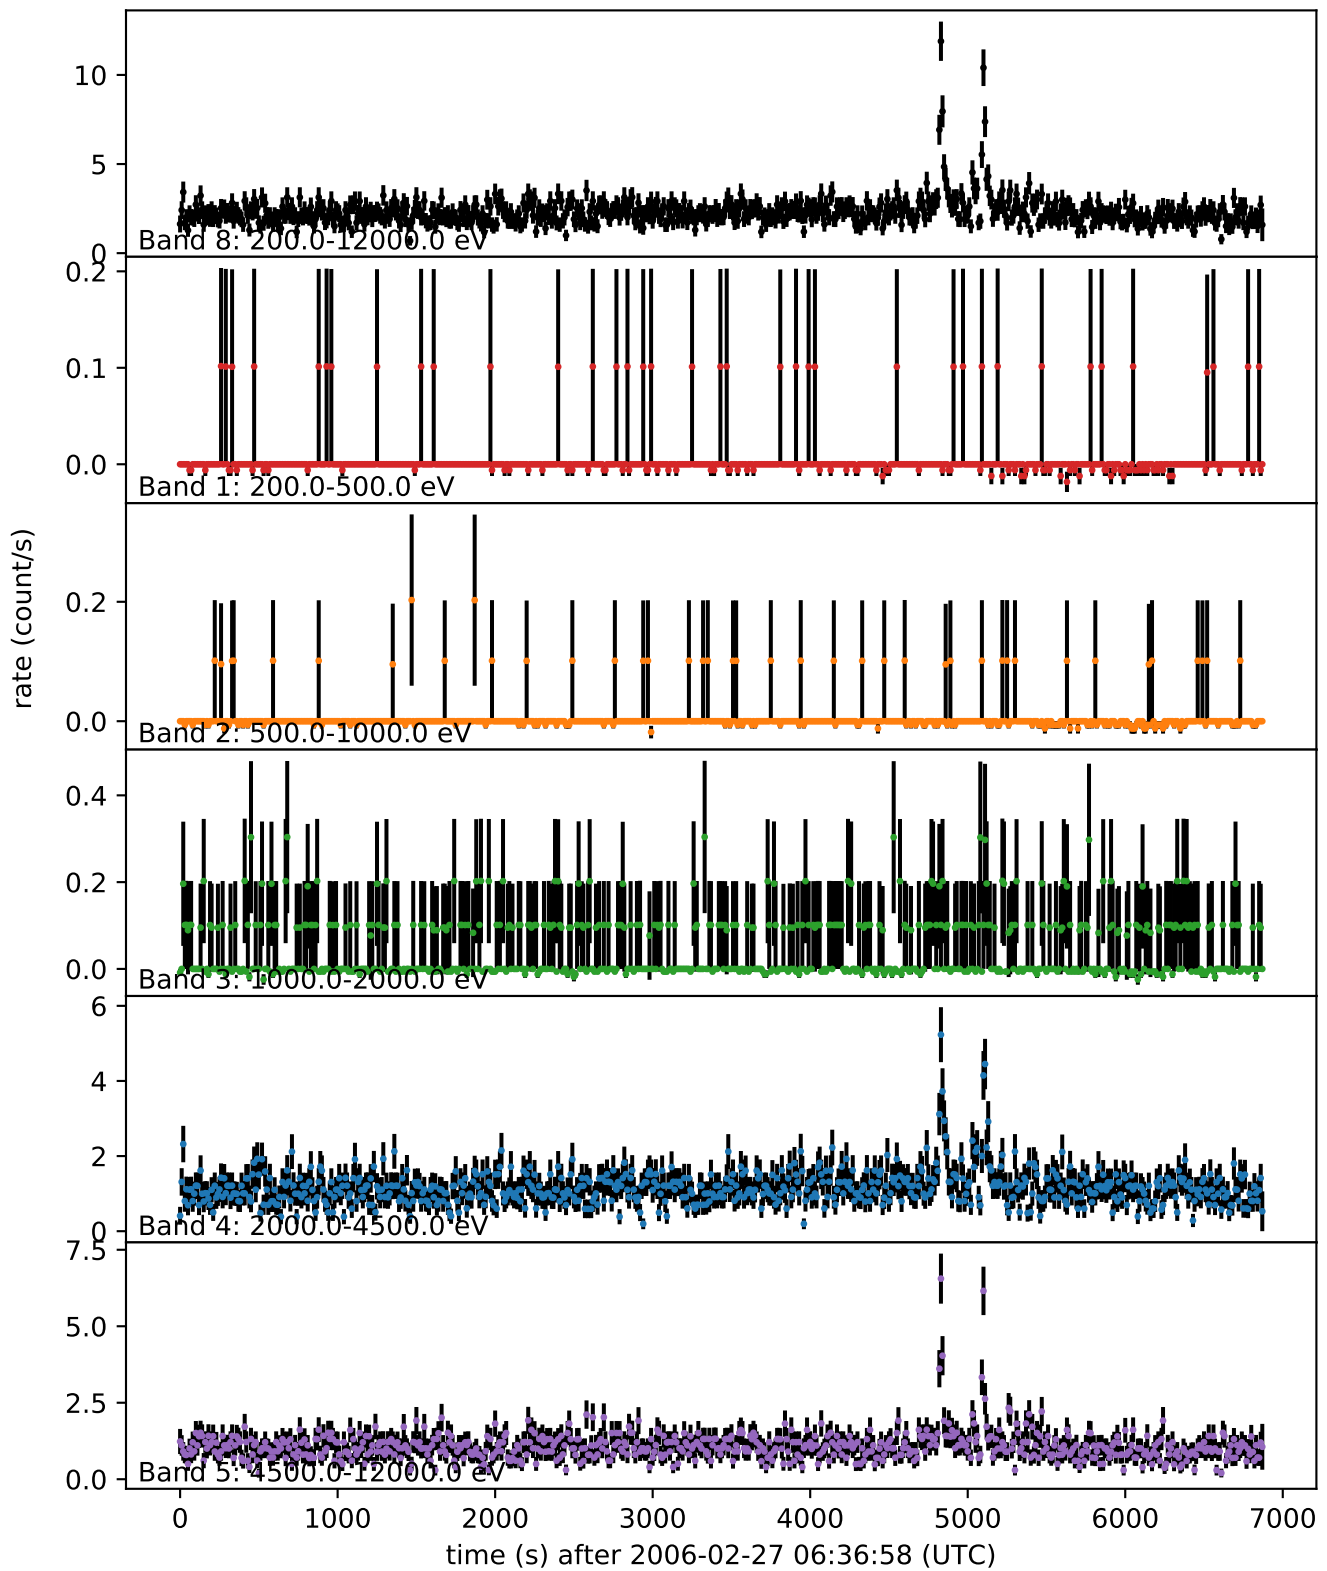 10
5
0
Band 8: 200.0-12000.0 eV
0.2
0.1
0.0
Band 1: 200.0-500.0 eV
rate (count/s)
0.2
0.0
Band 2: 500.0-1000.0 eV
0.4
0.2
0.0
Band 3: 1000.0-2000.0 eV
6
4
2
0
Band 4: 2000.0-4500.0 eV
7.5
5.0
2.5
0.0
Band 5: 4500.0-12000.0 eV
0 1000 2000 3000 4000 5000 6000 7000
time (s) after 2006-02-27 06:36:58 (UTC)